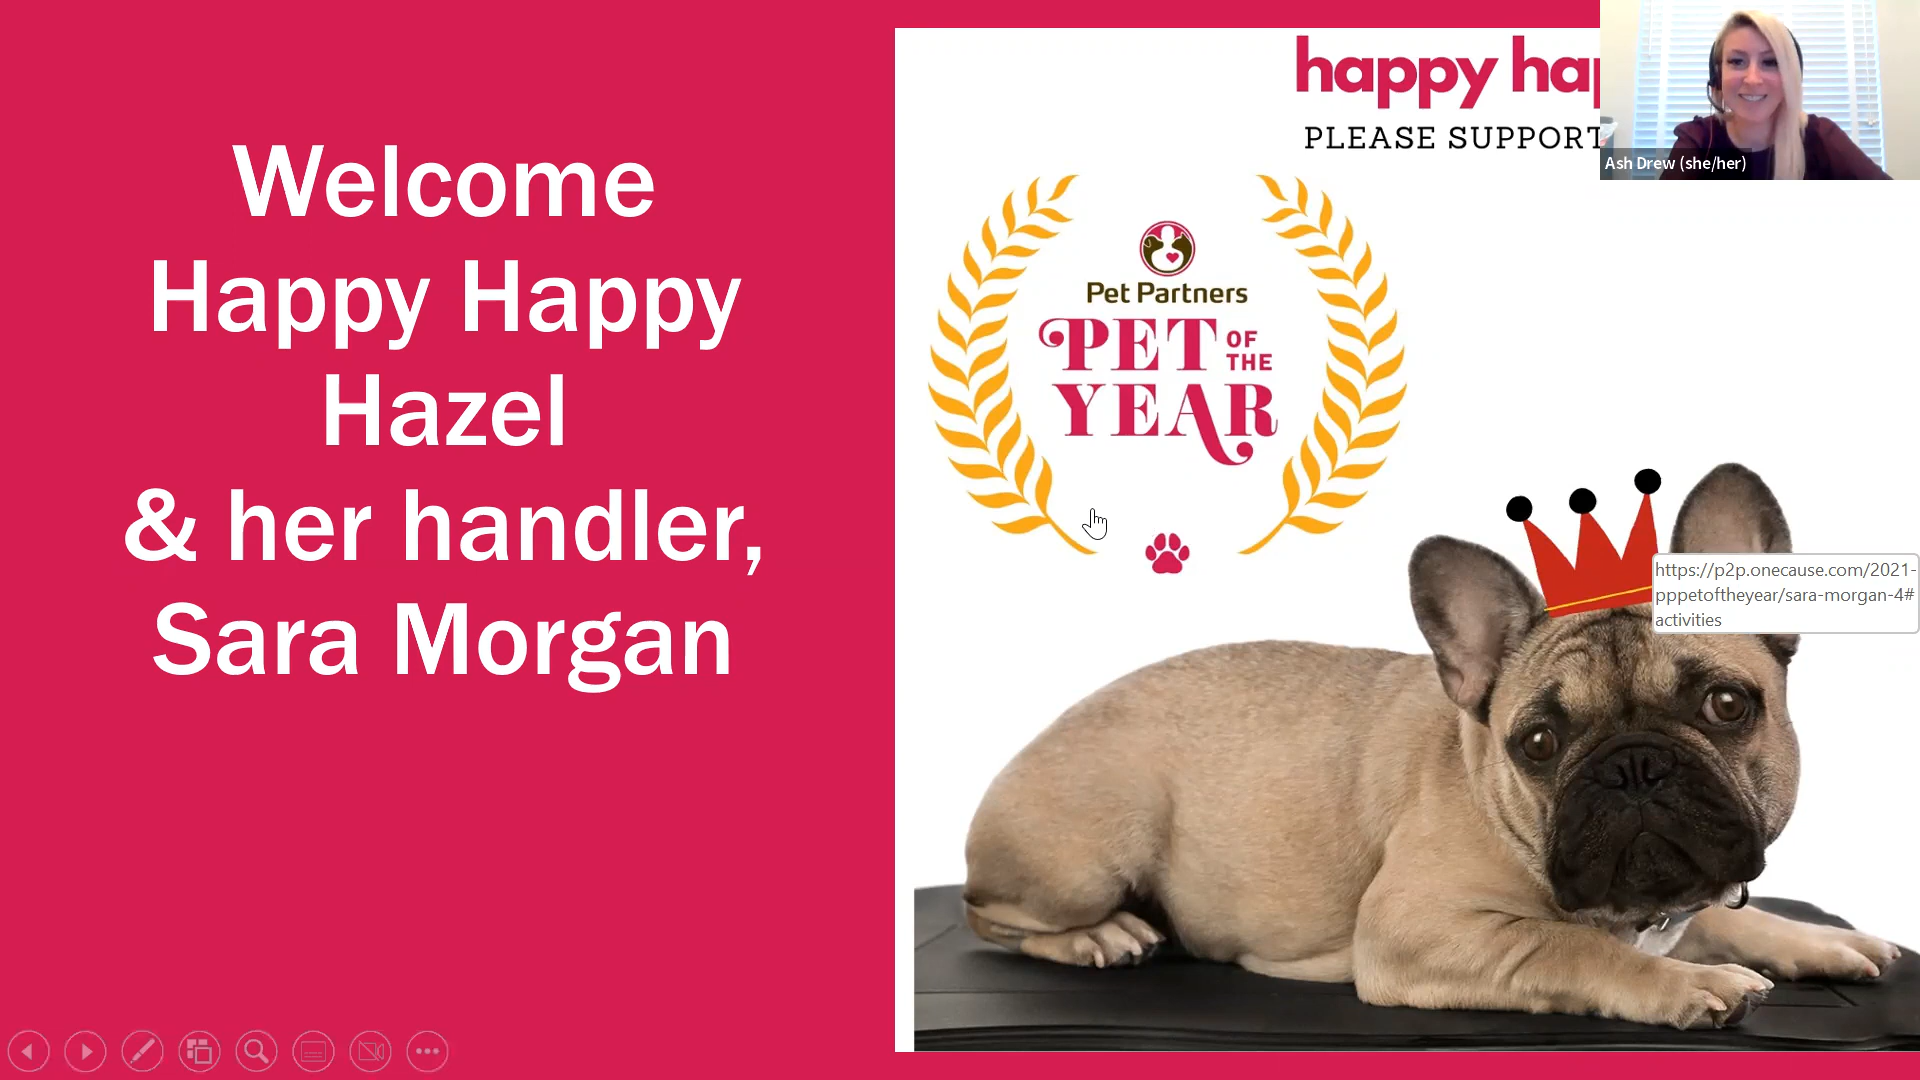 Welcome
Happy Happy
Hazel
& her handler,
Sara Morgan
happy hap
PLEASE SUPPORT
Pet Partners
PET OF THE
YEAR
Ash Drew (she/her)
https://p2p.onecause.com/2021-
pppetoftheyear/sara-morgan-4#
activities